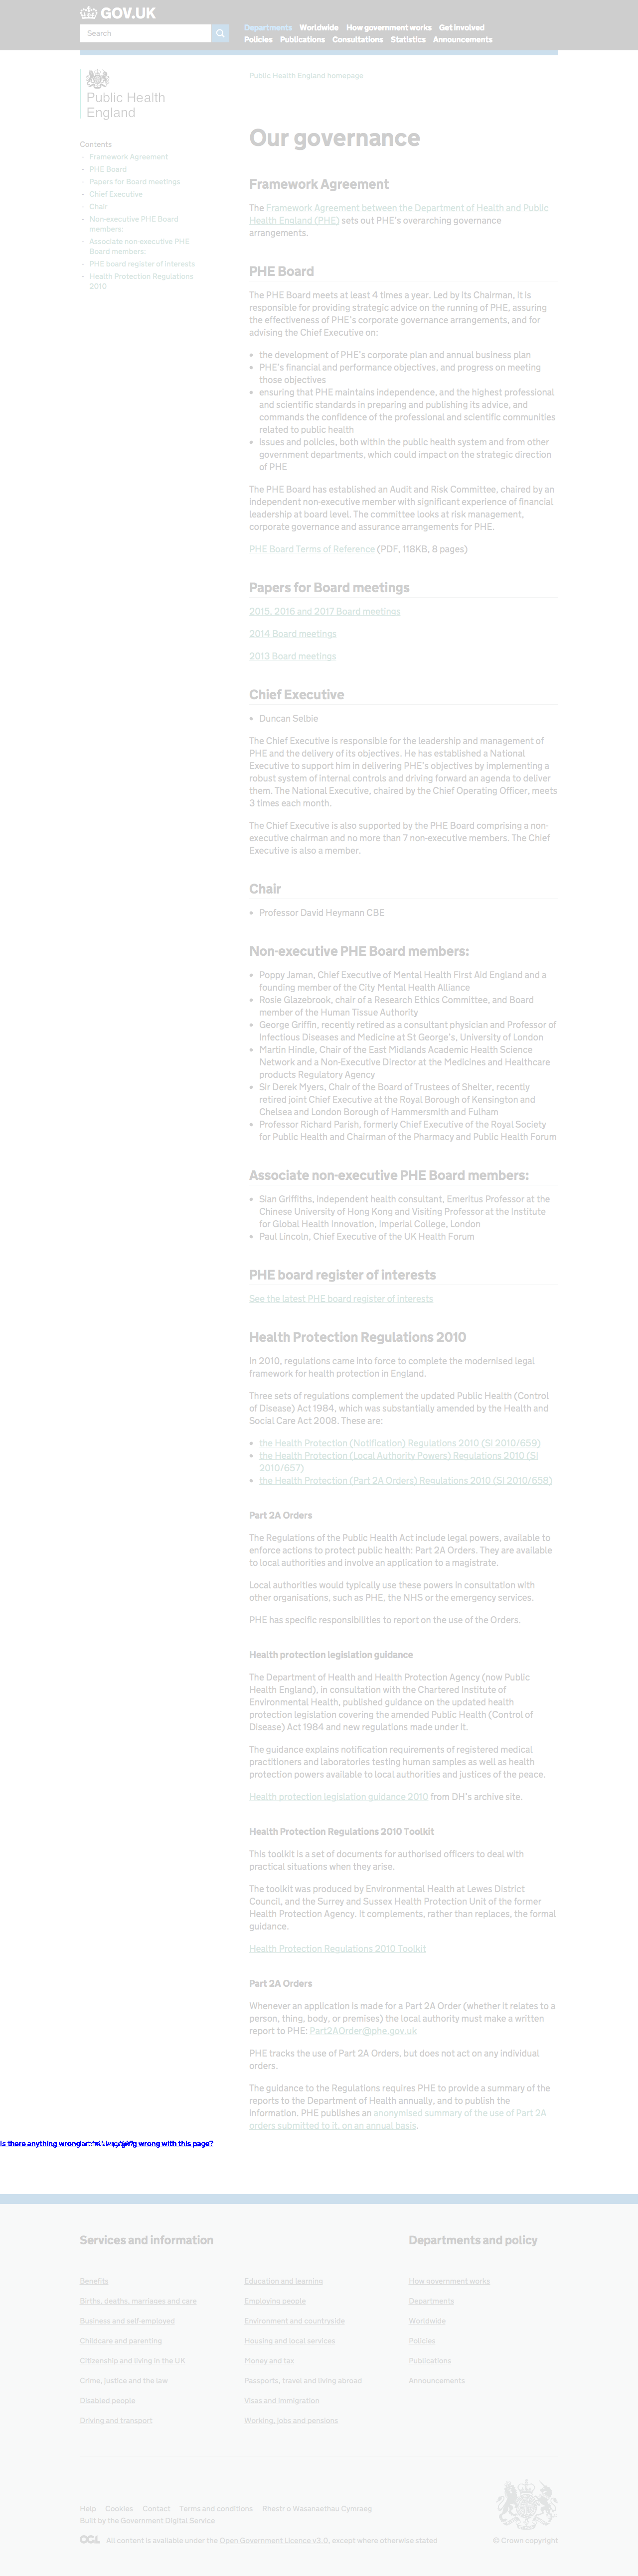 GOV.UK
Search
Departments Worldwide How government works Get involved
Policies Publications Consultations Statistics Announcements
Public Health
England
Public Health England homepage
Our governance
Contents
- Framework Agreement
- PHE Board
- Papers for Board meetings
- Chief Executive
- Chair
- Non-executive PHE Board
members:
- Associate non-executive PHE
Board members:
- PHE board register of interests
- Health Protection Regulations
2010
Framework Agreement
The Framework Agreement between the Department of Health and Public
Health England (PHE) sets out PHE's overarching governance
arrangements.
PHE Board
The PHE Board meets at least 4 times a year. Led by its Chairman, it is
responsible for providing strategic advice on the running of PHE, assuring
the effectiveness of PHE's corporate governance arrangements, and for
advising the Chief Executive on:
• the development of PHE's corporate plan and annual business plan
• PHE's financial and performance objectives, and progress on meeting
those objectives
• ensuring that PHE maintains independence, and the highest professional
and scientific standards in preparing and publishing its advice, and
commands the confidence of the professional and scientific communities
related to public health
• issues and policies, both within the public health system and from other
government departments, which could impact on the strategic direction
of PHE
The PHE Board has established an Audit and Risk Committee, chaired by an
independent non-executive member with significant experience of financial
leadership at board level. The committee looks at risk management,
corporate governance and assurance arrangements for PHE.
PHE Board Terms of Reference (PDF, 118KB, 8 pages)
Papers for Board meetings
2015, 2016 and 2017 Board meetings
2014 Board meetings
2013 Board meetings
Chief Executive
• Duncan Selbie
The Chief Executive is responsible for the leadership and management of
PHE and the delivery of its objectives. He has established a National
Executive to support him in delivering PHE's objectives by implementing a
robust system of internal controls and driving forward an agenda to deliver
them. The National Executive, chaired by the Chief Operating Officer, meets
3 times each month.
The Chief Executive is also supported by the PHE Board comprising a non-
executive chairman and no more than 7 non-executive members. The Chief
Executive is also a member.
Chair
• Professor David Heymann CBE
Non-executive PHE Board members:
• Poppy Jaman, Chief Executive of Mental Health First Aid England and a
founding member of the City Mental Health Alliance
• Rosie Glazebrook, chair of a Research Ethics Committee, and Board
member of the Human Tissue Authority
• George Griffin, recently retired as a consultant physician and Professor of
Infectious Diseases and Medicine at St George's, University of London
• Martin Hindle, Chair of the East Midlands Academic Health Science
Network and a Non-Executive Director at the Medicines and Healthcare
products Regulatory Agency
• Sir Derek Myers, Chair of the Board of Trustees of Shelter, recently
retired joint Chief Executive at the Royal Borough of Kensington and
Chelsea and London Borough of Hammersmith and Fulham
• Professor Richard Parish, formerly Chief Executive of the Royal Society
for Public Health and Chairman of the Pharmacy and Public Health Forum
Associate non-executive PHE Board members:
• Sian Griffiths, independent health consultant, Emeritus Professor at the
Chinese University of Hong Kong and Visiting Professor at the institute
for Global Health Innovation, Imperial College, London
• Paul Lincoln, Chief Executive of the UK Health Forum
PHE board register of interests
See the latest PHE board register of interests
Health Protection Regulations 2010
In 2010, regulations came into force to complete the modernised legal
framework for health protection in England.
Three sets of regulations complement the updated Public Health (Control
of Disease) Act 1984, which was substantially amended by the Health and
Social Care Act 2008. These are:
• the Health Protection (Notification) Regulations 2010 (SI 2010/659)
• the Health Protection (Local Authority Powers) Regulations 2010 (SI
2010/657)
• the Health Protection (Part 2A Orders) Regulations 2010 (SI 2010/658)
Part 2A Orders
The Regulations of the Public Health Act include legal powers, available to
enforce actions to protect public health: Part 2A Orders. They are available
to local authorities and involve an application to a magistrate.
Local authorities would typically use these powers in consultation with
other organisations, such as PHE, the NHS or the emergency services.
PHE has specific responsibilities to report on the use of the Orders.
Health protection legislation guidance
The Department of Health and Health Protection Agency (now Public
Health England), in consultation with the Chartered Institute of
Environmental Health, published guidance on the updated health
protection legislation covering the amended Public Health (Control of
Disease) Act 1984 and new regulations made under it.
The guidance explains notification requirements of registered medical
practitioners and laboratories testing human samples as well as health
protection powers available to local authorities and justices of the peace.
Health protection legislation guidance 2010 from DH's archive site.
Health Protection Regulations 2010 Toolkit
This toolkit is a set of documents for authorised officers to deal with
practical situations when they arise.
The toolkit was produced by Environmental Health at Lewes District
Council, and the Surrey and Sussex Health Protection Unit of the former
Health Protection Agency. It complements, rather than replaces, the formal
guidance.
Health Protection Regulations 2010 Toolkit
Part 2A Orders
Whenever an application is made for a Part 2A Order (whether it relates to a
person, thing, body, or premises) the local authority must make a written
report to PHE: Part2AOrder@phe.gov.uk
PHE tracks the use of Part 2A Orders, but does not act on any individual
orders.
The guidance to the Regulations requires PHE to provide a summary of the
reports to the Department of Health annually, and to publish the
information. PHE publishes an anonymised summary of the use of Part 2A
orders submitted to it, on an annual basis.
Is there anything wrong wrong with this page?
Services and information
Departments and policy
Benefits
Births, deaths, marriages and care
Business and self-employed
Childcare and parenting
Citizenship and living in the UK
Crime, justice and the law
Disabled people
Driving and transport
Education and learning
Employing people
Environment and countryside
Housing and local services
Money and tax
Passports, travel and living abroad
Visas and immigration
Working, jobs and pensions
How government works
Departments
Worldwide
Policies
Publications
Announcements
Help Cookies Contact Terms and conditions Rhestr o Wasanaethau Cymraeg
Built by the Government Digital Service
OGL All content is available under the Open Government Licence v3.0, except where otherwise stated
© Crown copyright